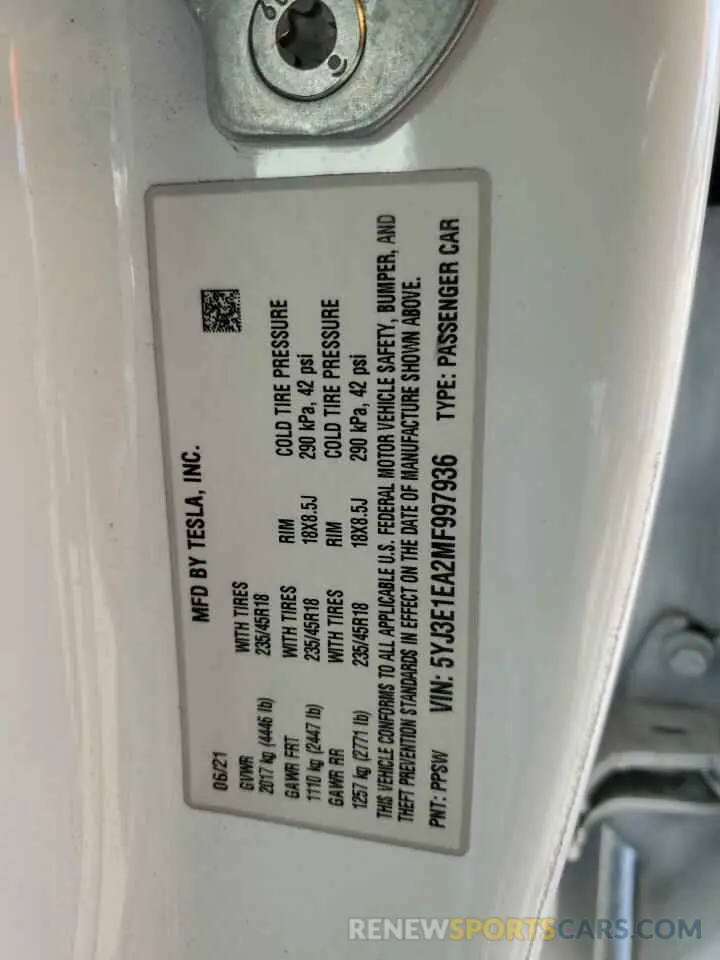 MFD BY TESLA, INC.
06/21
GVWR WITH TIRES
2017 kg (4446 lb) 235/45R18
GAWR FRT WITH TIRES RIM COLD TIRE PRESSURE
1110 kg (2447 lb) 235/45R18 18X8.5J 290 kPa, 42 psi
GAWR RR WITH TIRES RIM COLD TIRE PRESSURE
1257 kg (2771 lb) 235/45R18 18X8.5J 290 kPa, 42 psi
THIS VEHICLE CONFORMS TO ALL APPLICABLE U.S. FEDERAL MOTOR VEHICLE SAFETY, BUMPER, AND
THEFT PREVENTION STANDARDS IN EFFECT ON THE DATE OF MANUFACTURE SHOWN ABOVE.
PNT: PPSW VIN: 5YJ3E1EA2MF997936 TYPE: PASSENGER CAR
RENEWSPORTSCARS.COM